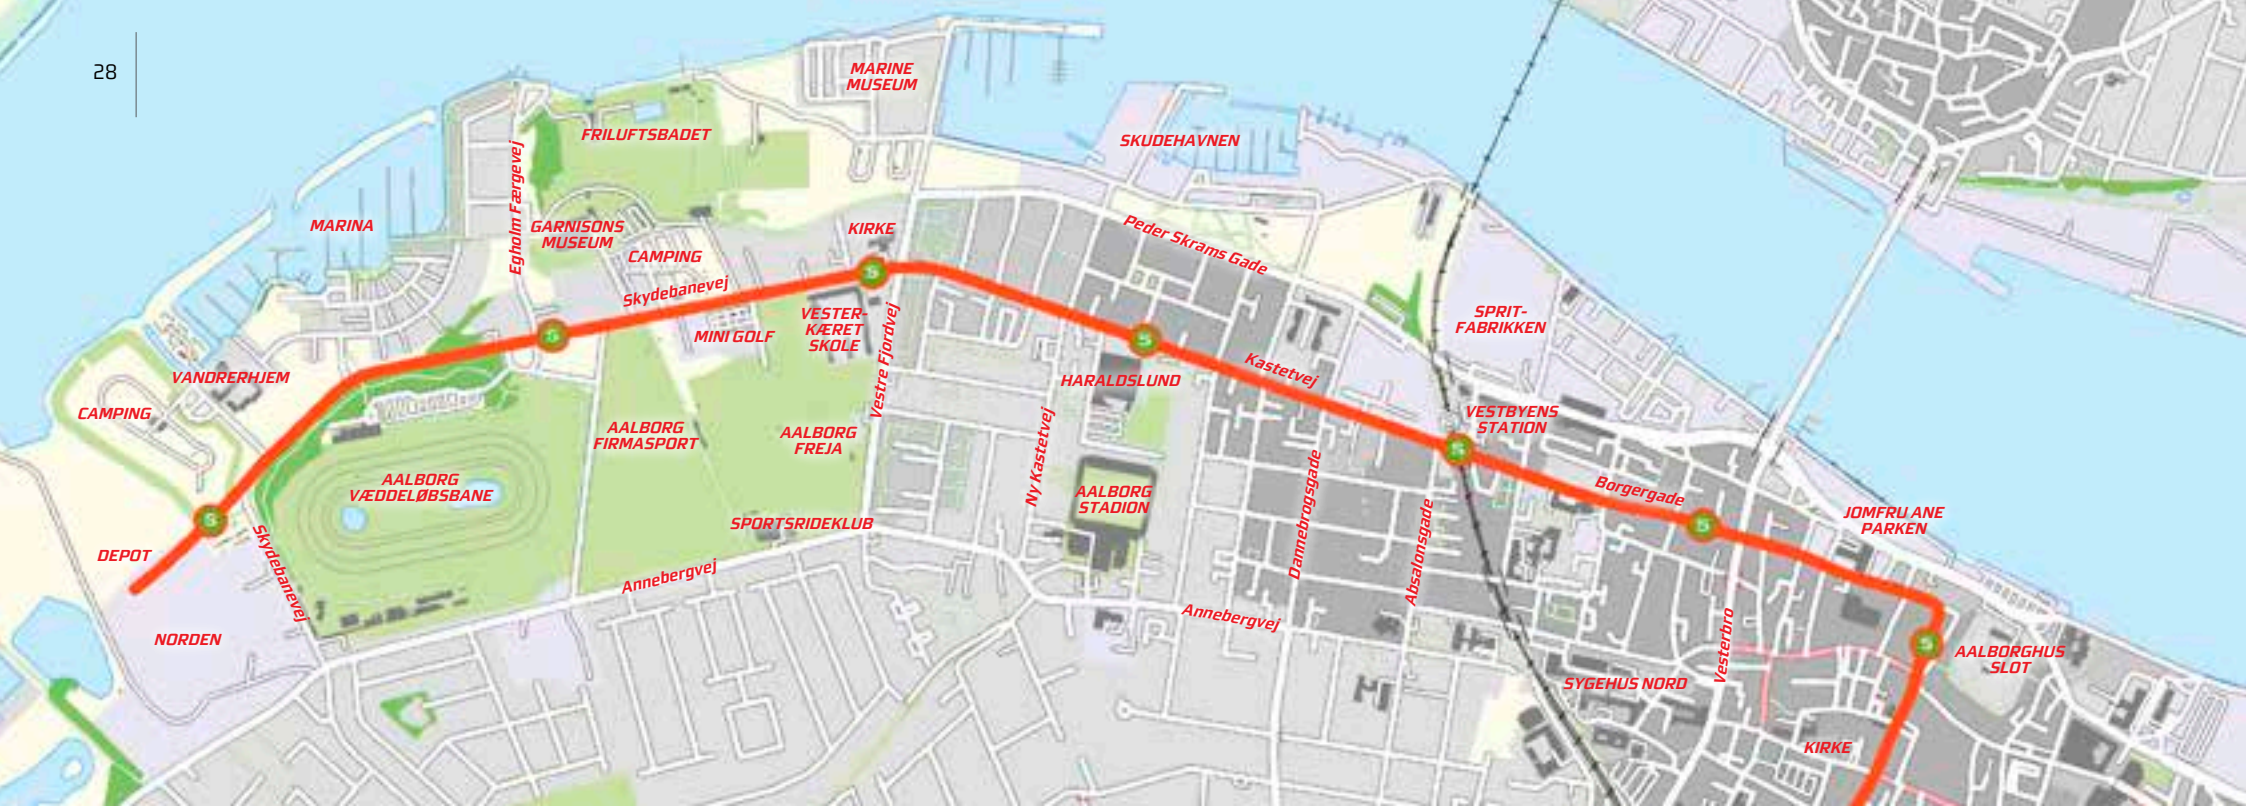 28
MARINE
MUSEUM
FRILUFTSBADET
SKUDEHAVNEN
Egholm Færgevej
MARINA
GARNISONS
MUSEUM
KIRKE
CAMPING
Peder Skrams Gade
S
Skydebanevej
S
MINI GOLF
VESTER-
KÆRET
SKOLE
Vestre Fjordvej
S
SPRIT-
FABRIKKEN
VANDRERHJEM
HARALDSLUND
Kastetvej
CAMPING
VESTBYENS
STATION
AALBORG
FIRMASPORT
AALBORG
FREJA
Ny Kastetvej
S
AALBORG
VÆDDELØBSBANE
AALBORG
STADION
Dannebrogsgade
Absalonsgade
Borgergade
S
S
JOMFRU ANE
PARKEN
SPORTSRIDEKLUB
DEPOT
Skydebanevej
Annebergvej
Annebergvej
NORDEN
Vesterbro
S
AALBORGHUS
SLOT
SYGEHUS NORD
KIRKE